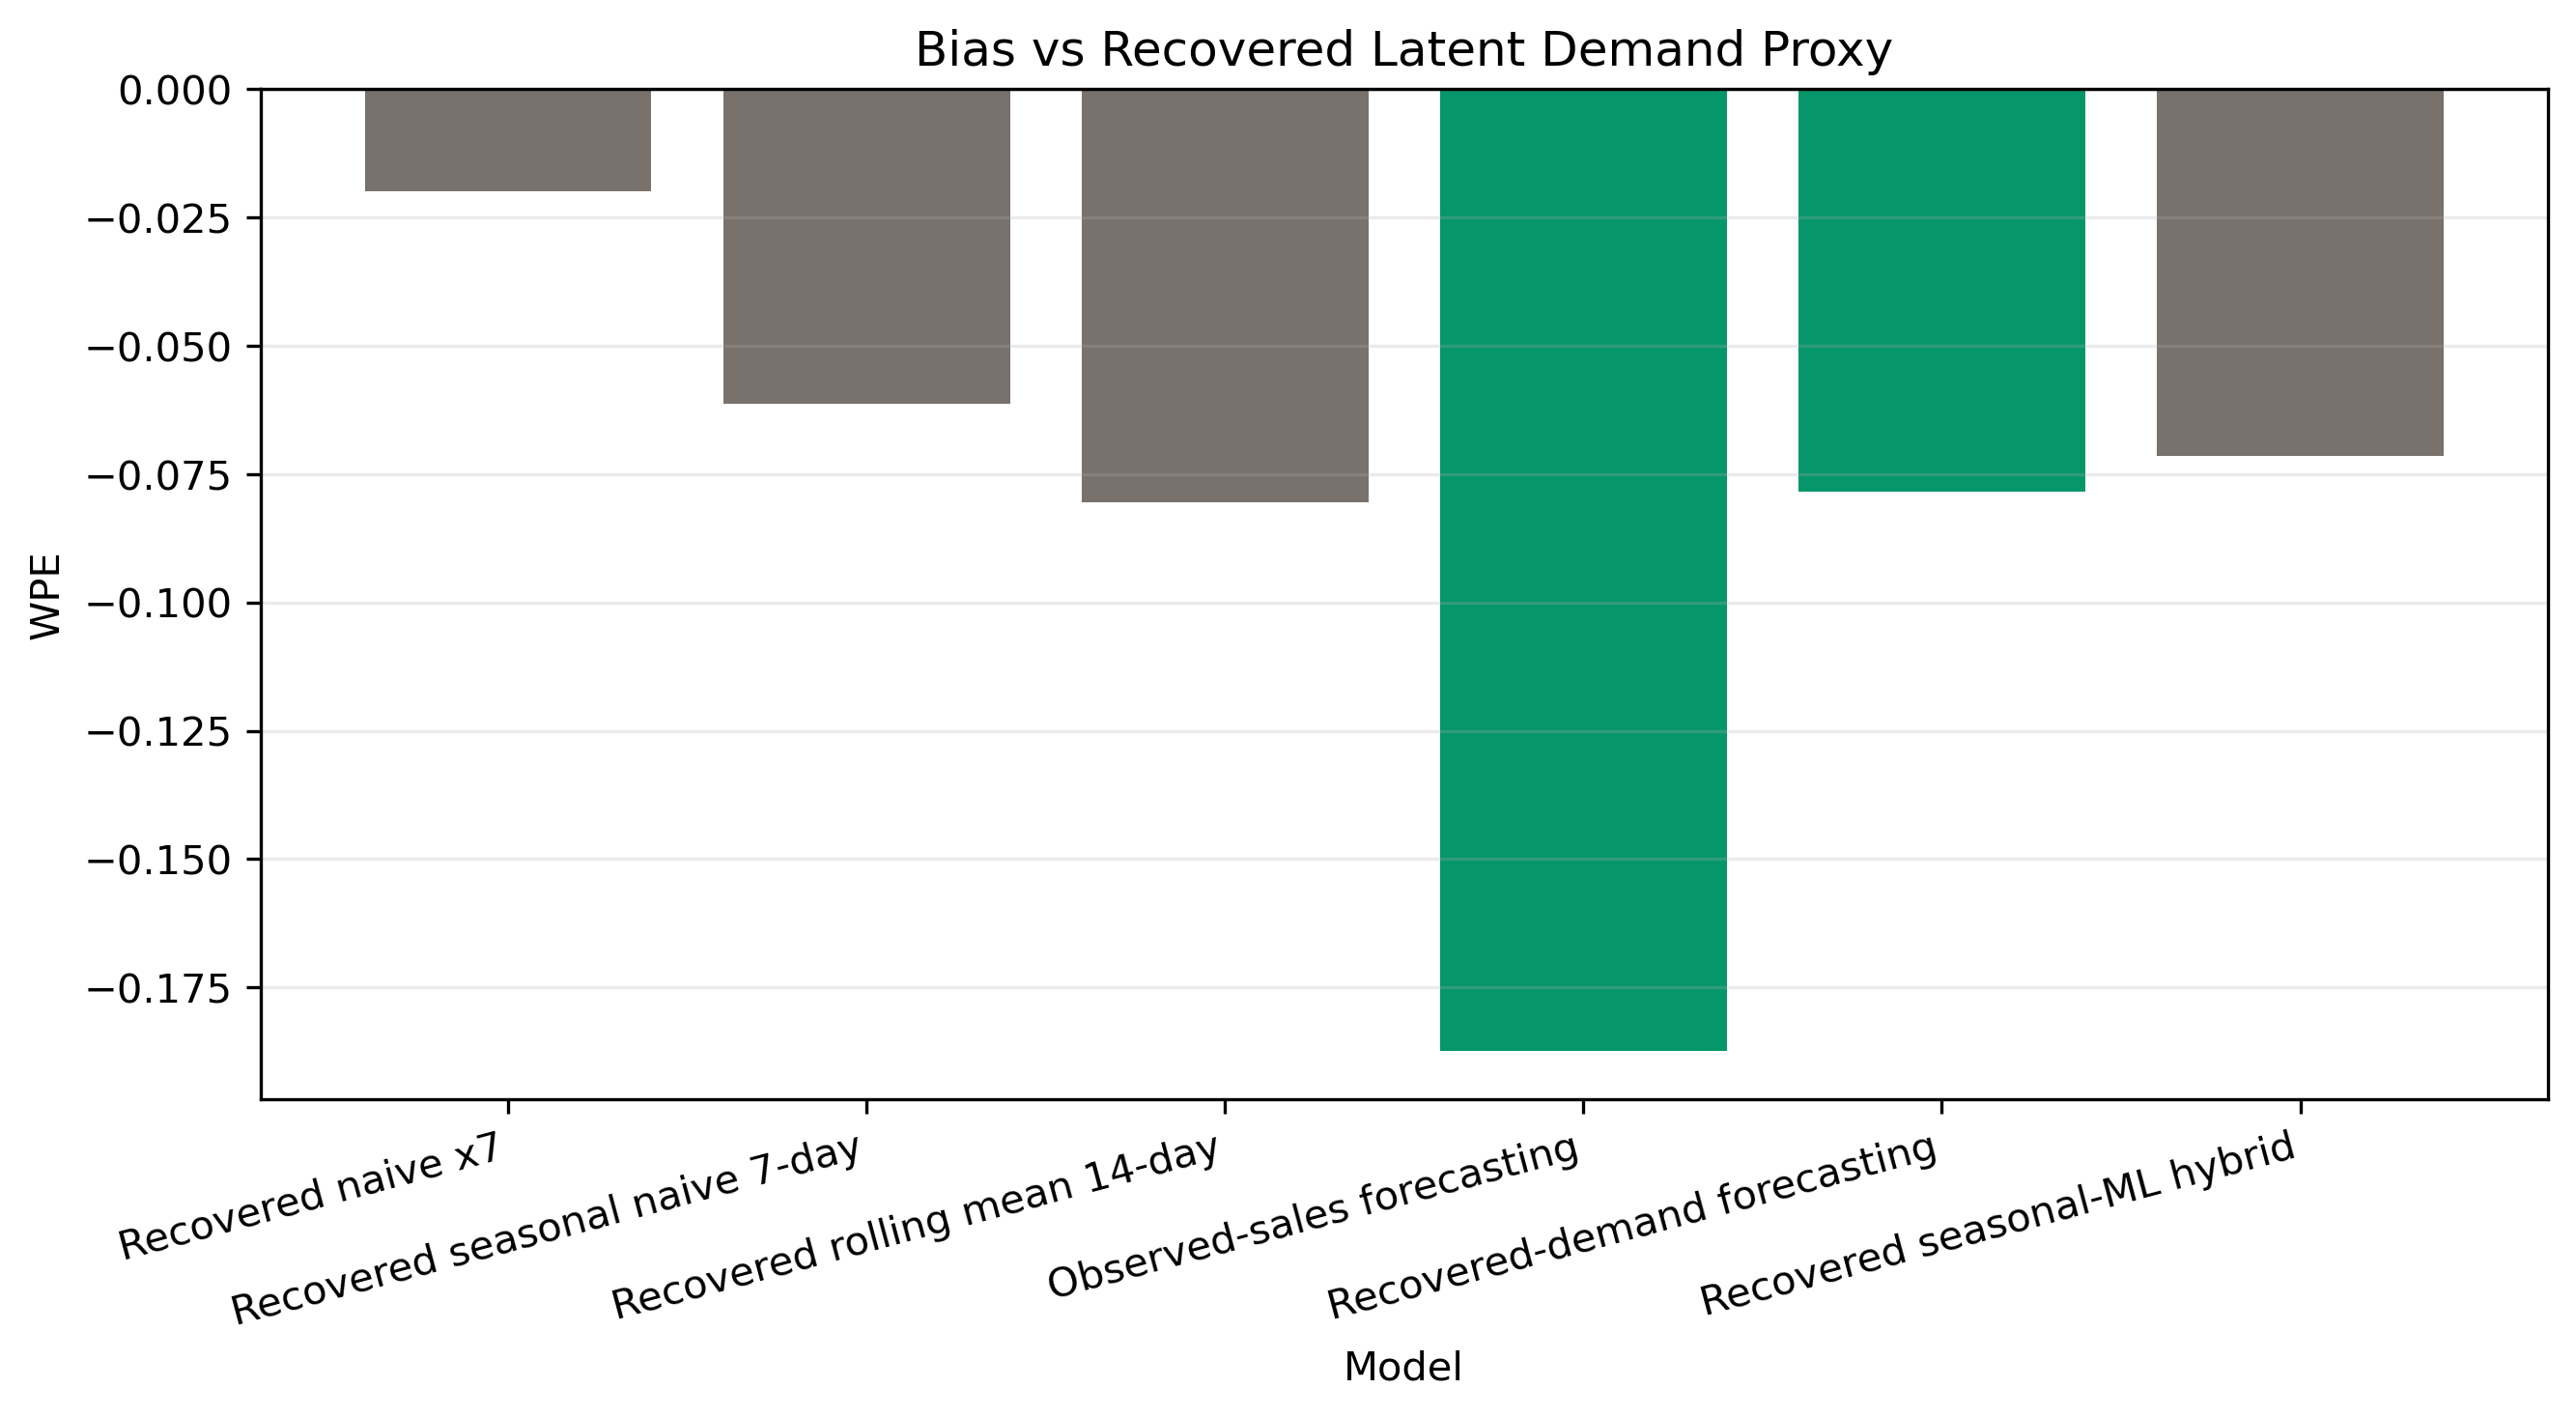 Bias vs Recovered Latent Demand Proxy
0.000
−0.025
−0.050
−0.075
−0.100
−0.125
−0.150
−0.175
WPE
Recovered naive x7
Recovered seasonal naive 7-day
Recovered rolling mean 14-day
Observed-sales forecasting
Recovered-demand forecasting
Recovered seasonal-ML hybrid
Model